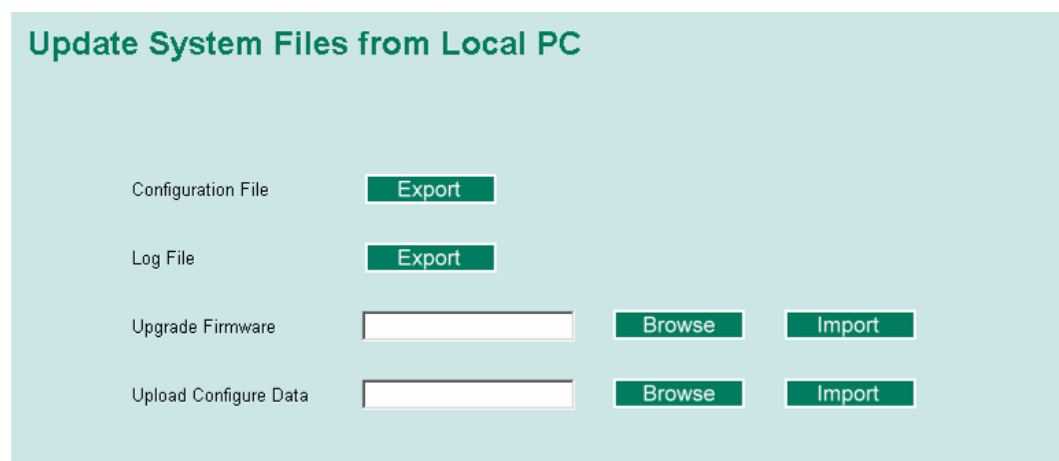 Update System Files from Local PC
Configuration File Export
Log File Export
Upgrade Firmware Browse Import
Upload Configure Data Browse Import